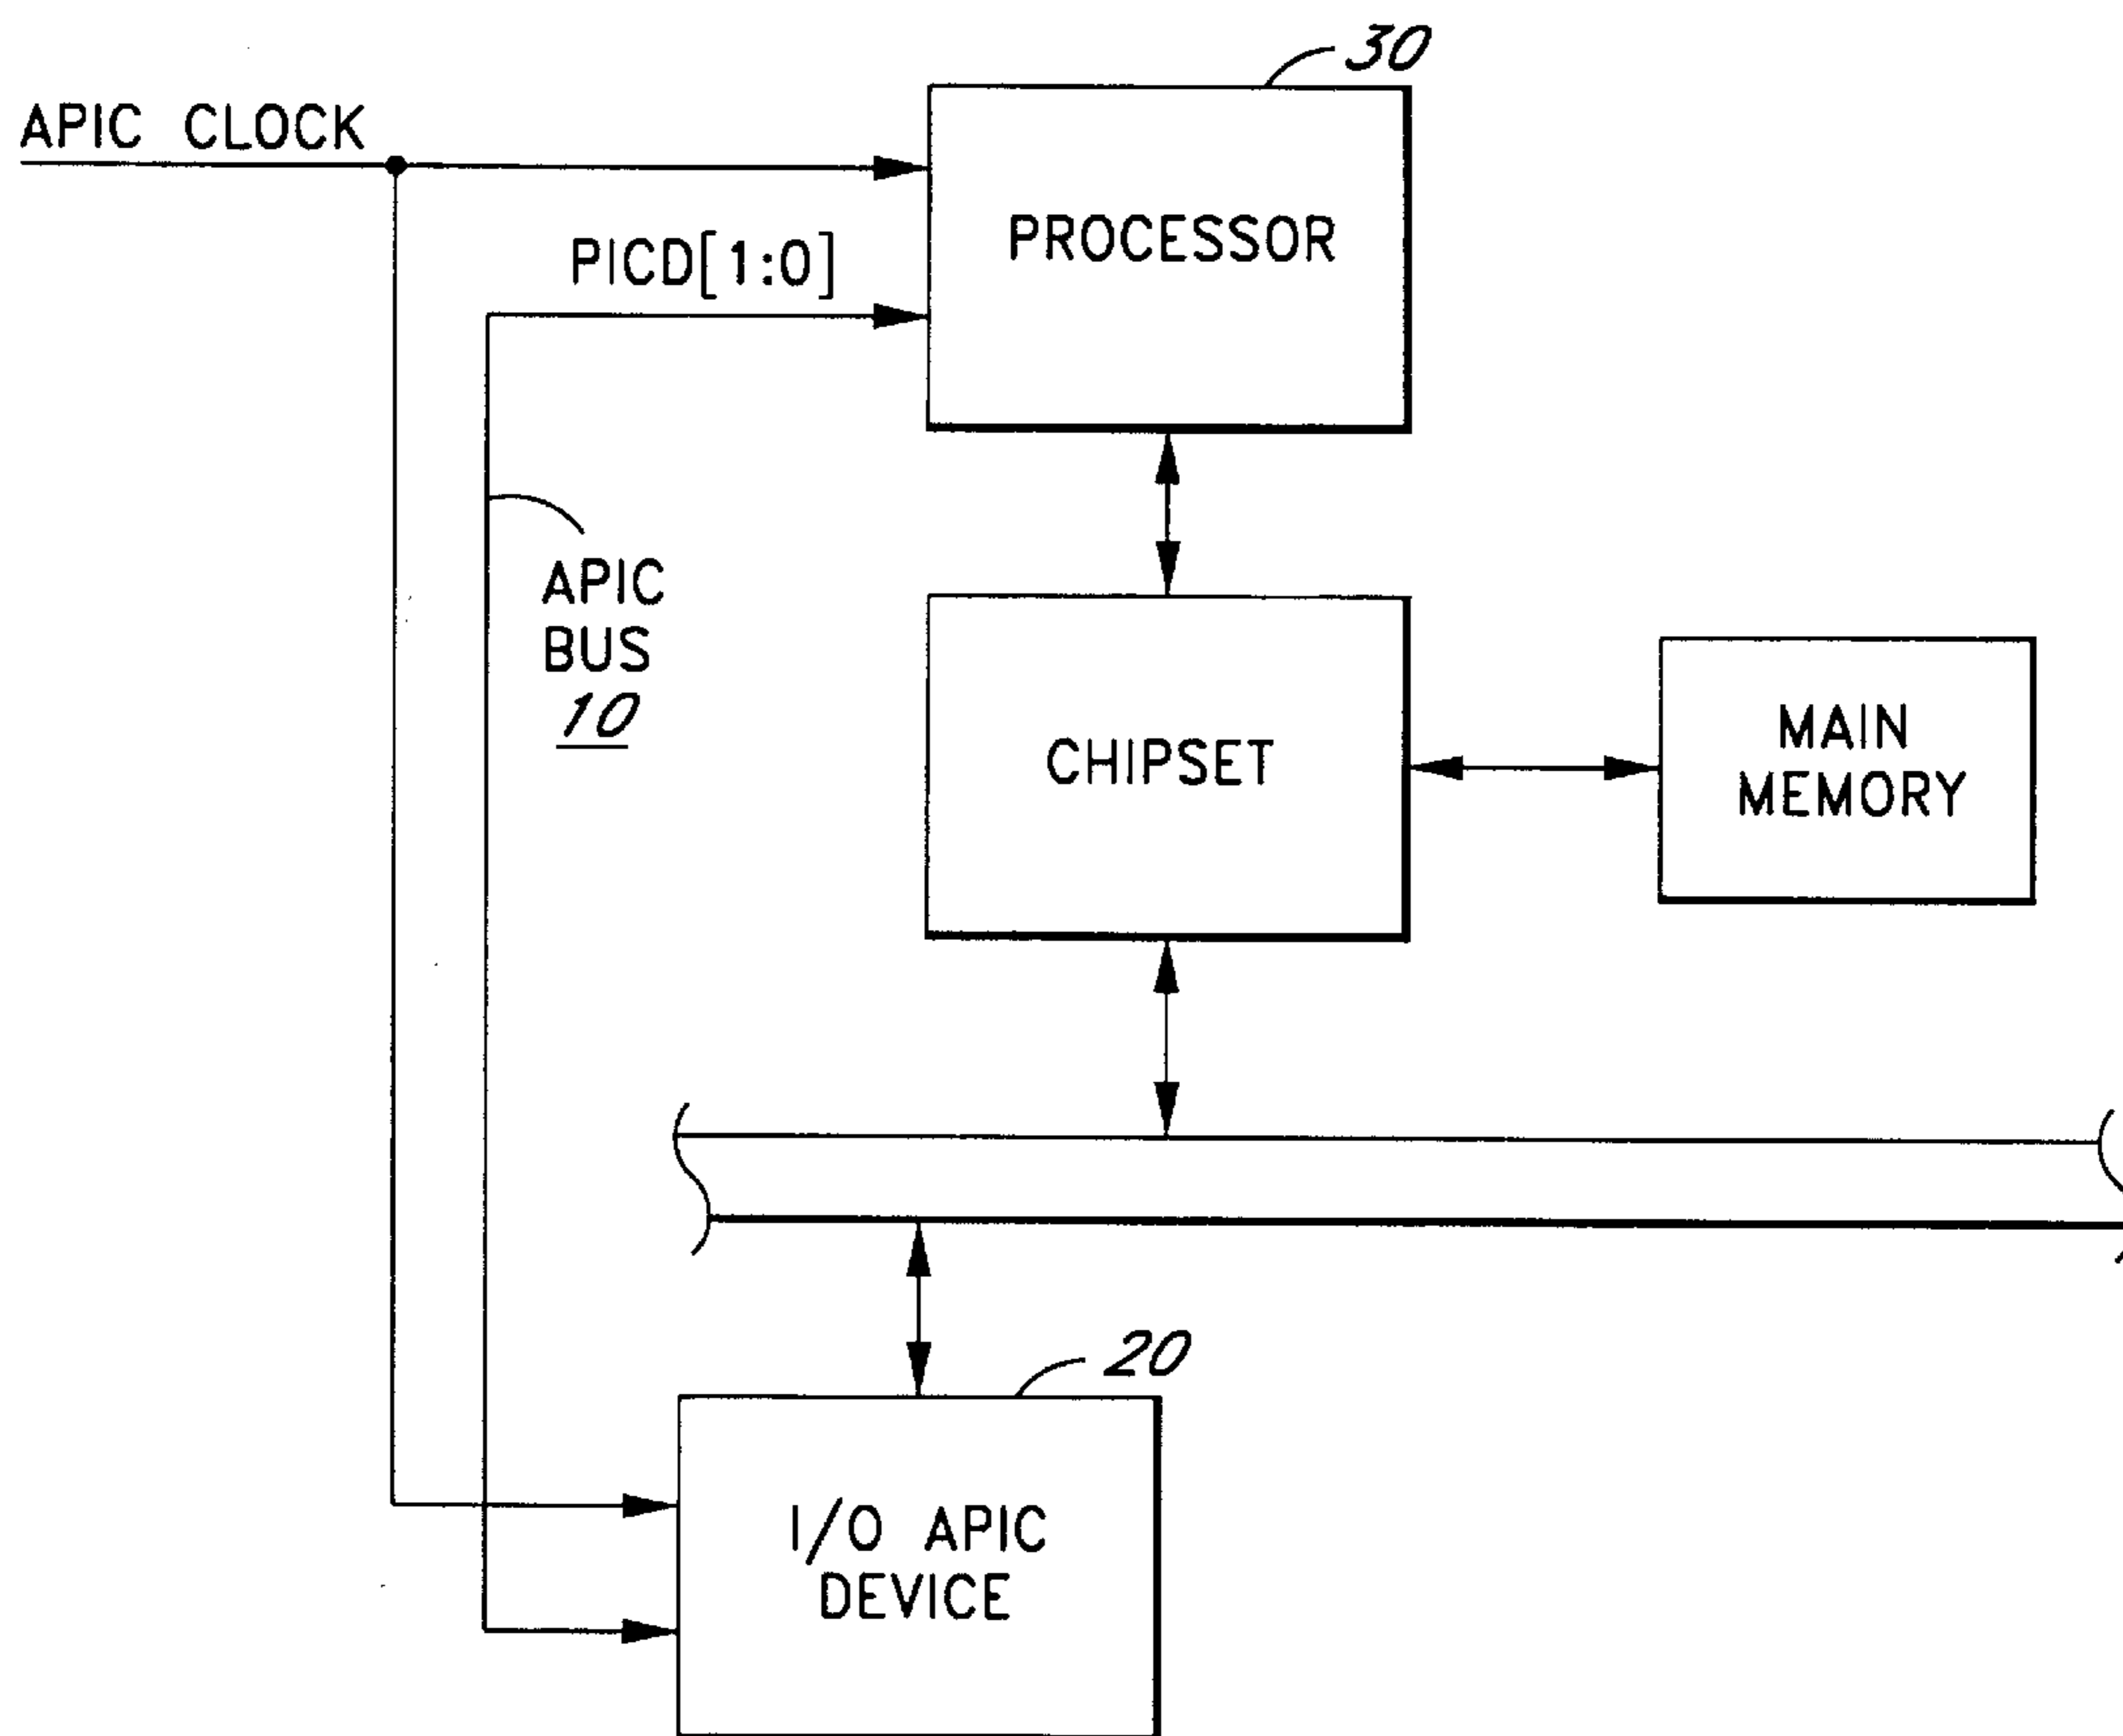 30
APIC CLOCK
PROCESSOR
PICD[1:0]
APIC
BUS
10
CHIPSET
MAIN
MEMORY
20
I/O APIC
DEVICE